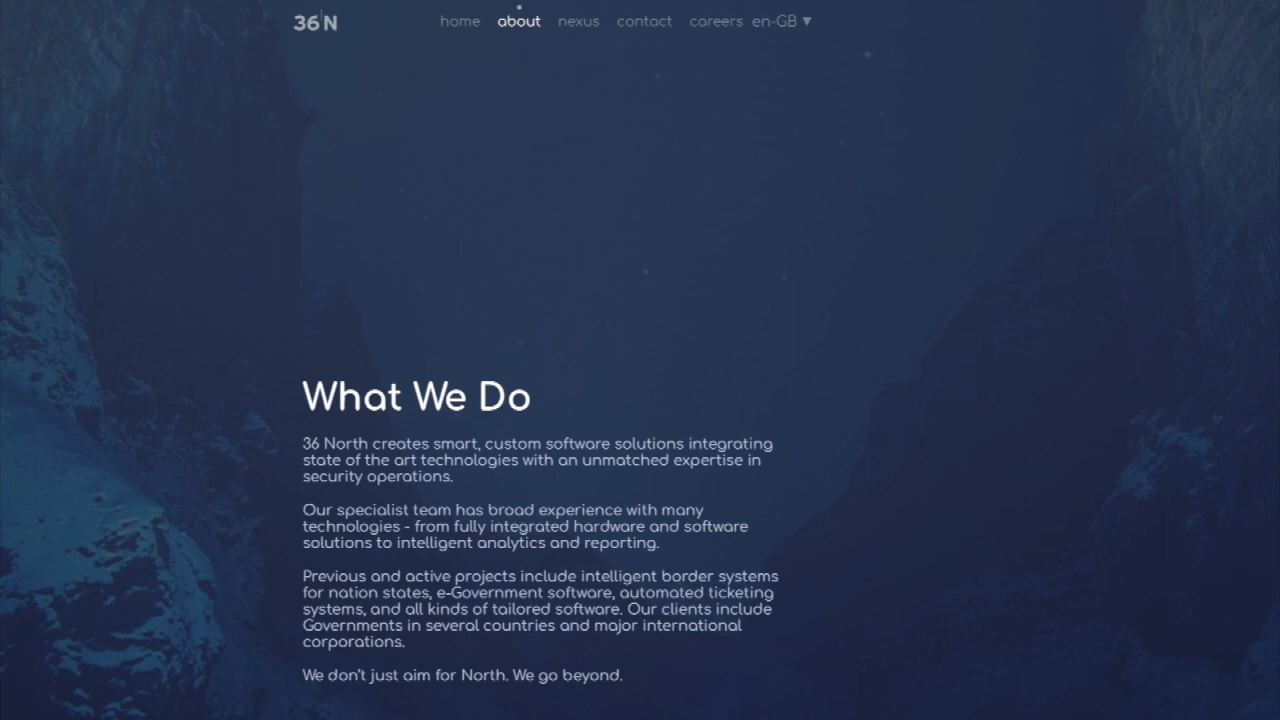 36 N
home about nexus contact careers en-GB ▼
What We Do
36 North creates smart, custom software solutions integrating
state of the art technologies with an unmatched expertise in
security operations.
Our specialist team has broad experience with many
technologies - from fully integrated hardware and software
solutions to intelligent analytics and reporting.
Previous and active projects include intelligent border systems
for nation states, e-Government software, automated ticketing
systems, and all kinds of tailored software. Our clients include
Governments in several countries and major international
corporations.
We don't just aim for North. We go beyond.